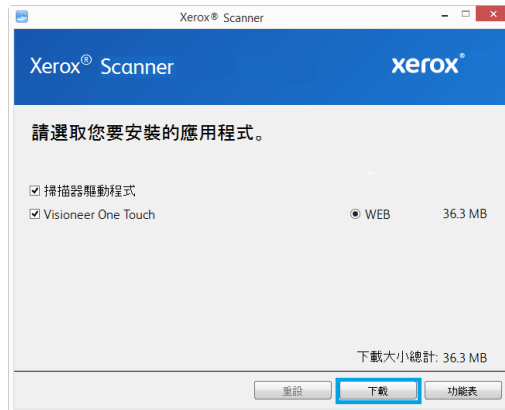 Xerox® Scanner
Xerox® Scanner
xerox®
請選取您要安裝的應用程式。
掃描器驅動程式
Visioneer One Touch WEB 36.3 MB
下載大小總計: 36.3 MB
重設 下載 功能表